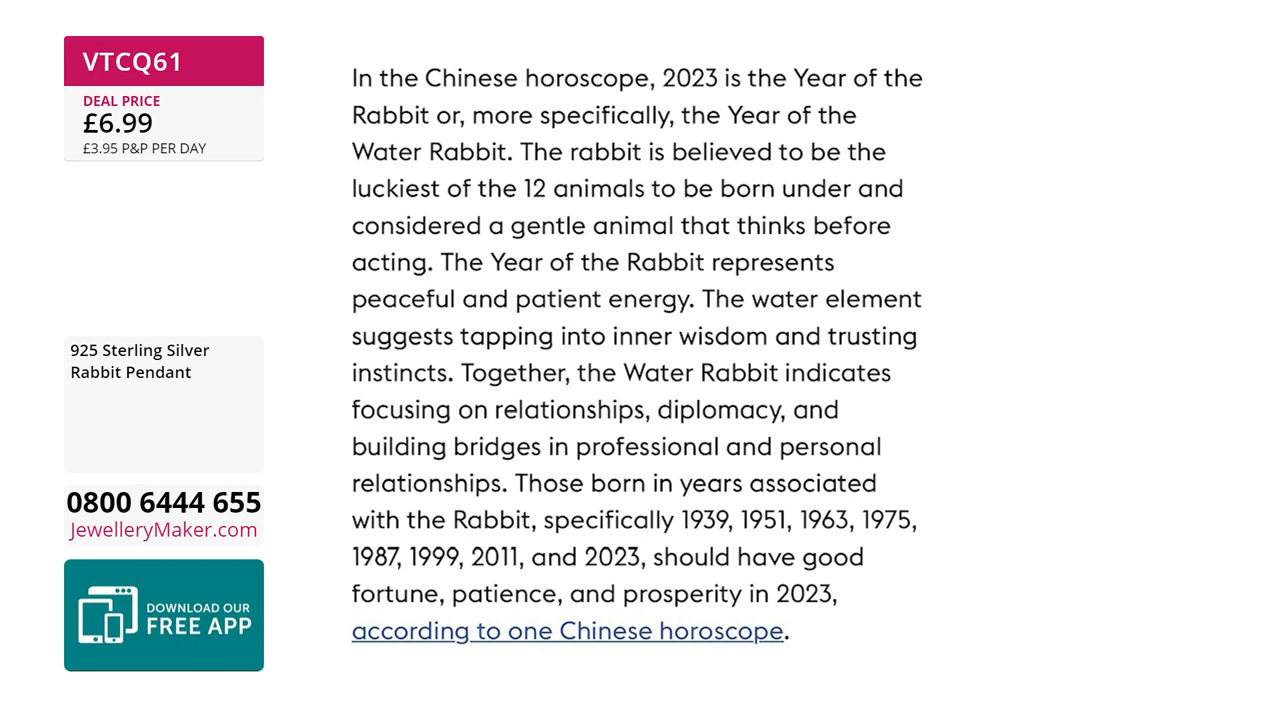 VTCQ61
DEAL PRICE
£6.99
£3.95 P&P PER DAY
925 Sterling Silver
Rabbit Pendant
0800 6444 655
JewelleryMaker.com
DOWNLOAD OUR
FREE APP
In the Chinese horoscope, 2023 is the Year of the
Rabbit or, more specifically, the Year of the
Water Rabbit. The rabbit is believed to be the
luckiest of the 12 animals to be born under and
considered a gentle animal that thinks before
acting. The Year of the Rabbit represents
peaceful and patient energy. The water element
suggests tapping into inner wisdom and trusting
instincts. Together, the Water Rabbit indicates
focusing on relationships, diplomacy, and
building bridges in professional and personal
relationships. Those born in years associated
with the Rabbit, specifically 1939, 1951, 1963, 1975,
1987, 1999, 2011, and 2023, should have good
fortune, patience, and prosperity in 2023,
according to one Chinese horoscope.